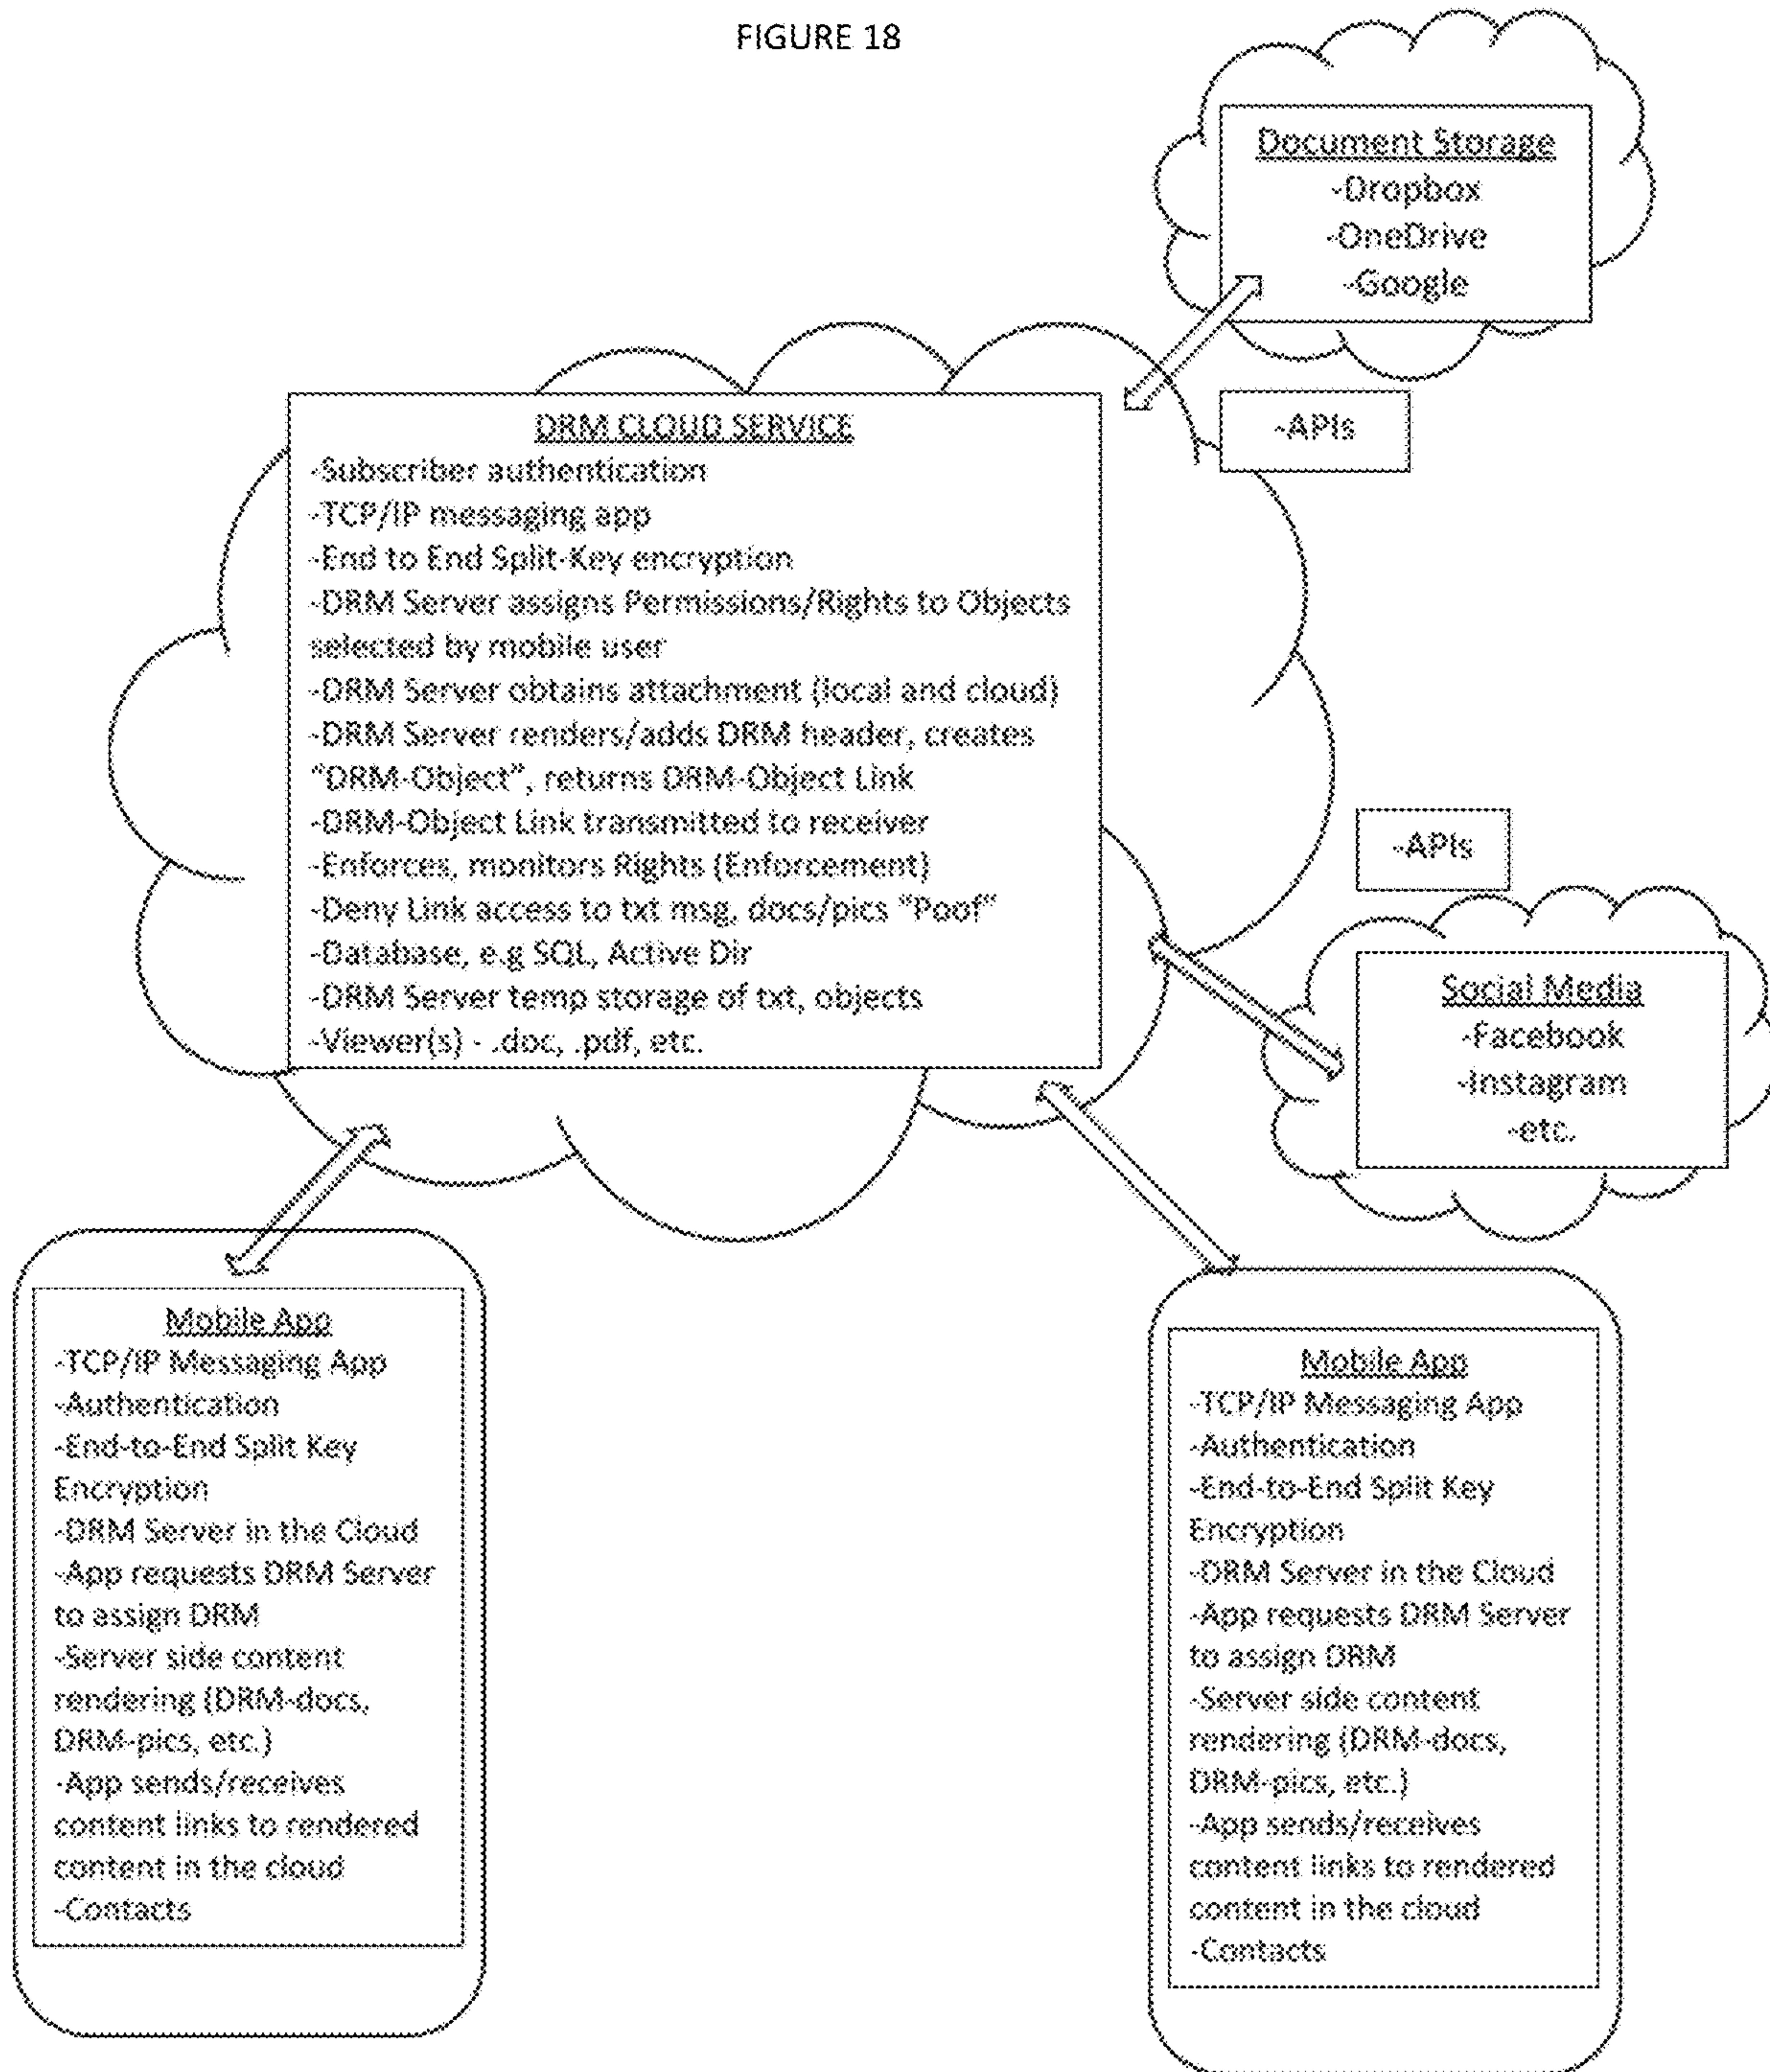 FIGURE 18
Document Storage
-Dropbox
-OneDrive
-Google
-APIs
DRM CLOUD SERVICE
-Subscriber authentication
-TCP/IP messaging app
-End to End Split-Key encryption
-DRM Server assigns Permissions/Rights to Objects
selected by mobile user
-DRM Server obtains attachment (local and cloud)
-DRM Server renders/adds DRM header, creates
"DRM-Object", returns DRM-Object Link
-DRM-Object Link transmitted to receiver
-Enforces, monitors Rights (Enforcement)
-Deny Link access to txt msg, docs/pics "Poof"
-Database, e.g SQL, Active Dir
-DRM Server temp storage of txt, objects
-Viewer(s) - .doc, .pdf, etc.
-APIs
Social Media
-Facebook
-Instagram
-etc.
Mobile App
-TCP/IP Messaging App
-Authentication
-End-to-End Split Key
Encryption
-DRM Server in the Cloud
-App requests DRM Server
to assign DRM
-Server side content
rendering (DRM-docs,
DRM-pics, etc.)
-App sends/receives
content links to rendered
content in the cloud
-Contacts
Mobile App
-TCP/IP Messaging App
-Authentication
-End-to-End Split Key
Encryption
-DRM Server in the Cloud
-App requests DRM Server
to assign DRM
-Server side content
rendering (DRM-docs,
DRM-pics, etc.)
-App sends/receives
content links to rendered
content in the cloud
-Contacts